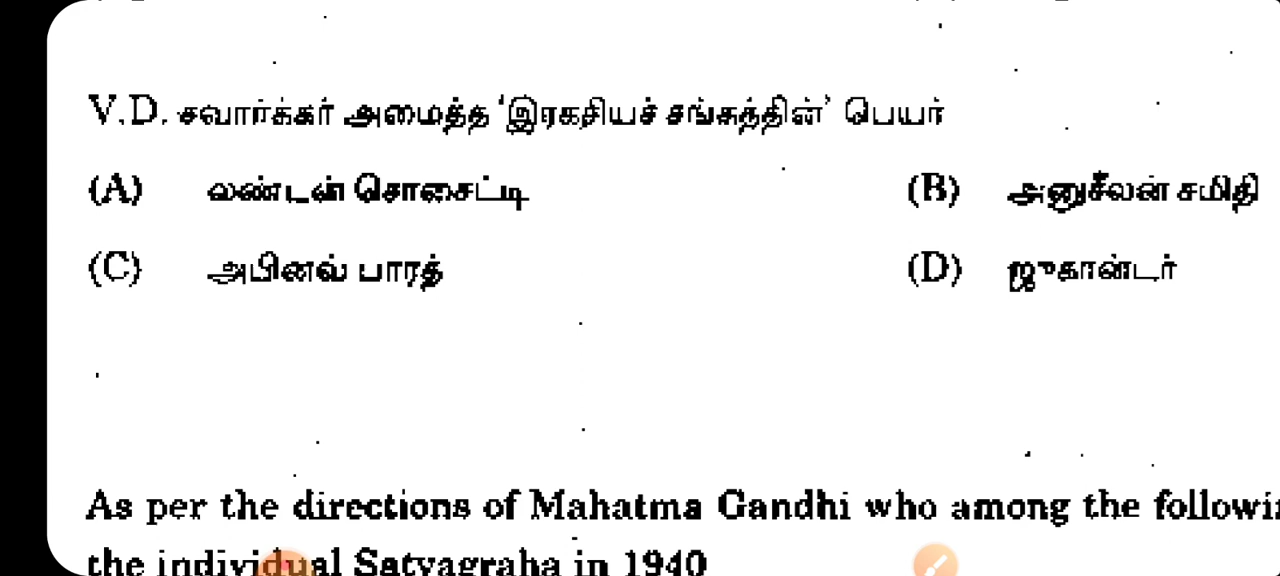 V.D. சவார்க்கர் அமைத்த 'இரகசியச் சங்கத்தின்' பெயர்
(A) லண்டன் சொசைட்டி (B) அனுசீலன் சமிதி
(C) அபினவ் பாரத் (D) ஜுகான்டர்
As per the directions of Mahatma Gandhi who among the
the individual Satyagraha in 1940